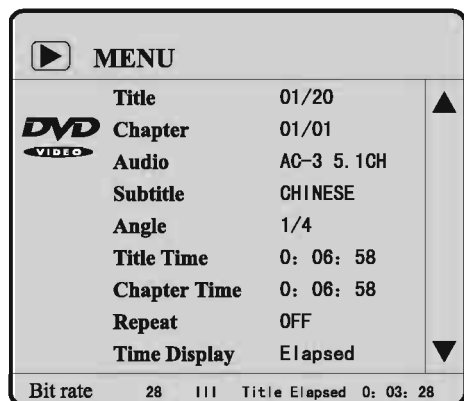 MENU
Title 01/20
DVD Chapter 01/01
VIDEO Audio AC-3 5.1CH
Subtitle CHINESE
Angle 1/4
Title Time 0: 06: 58
Chapter Time 0: 06: 58
Repeat OFF
Time Display Elapsed
Bit rate 28 III Title Elapsed 0: 03: 28